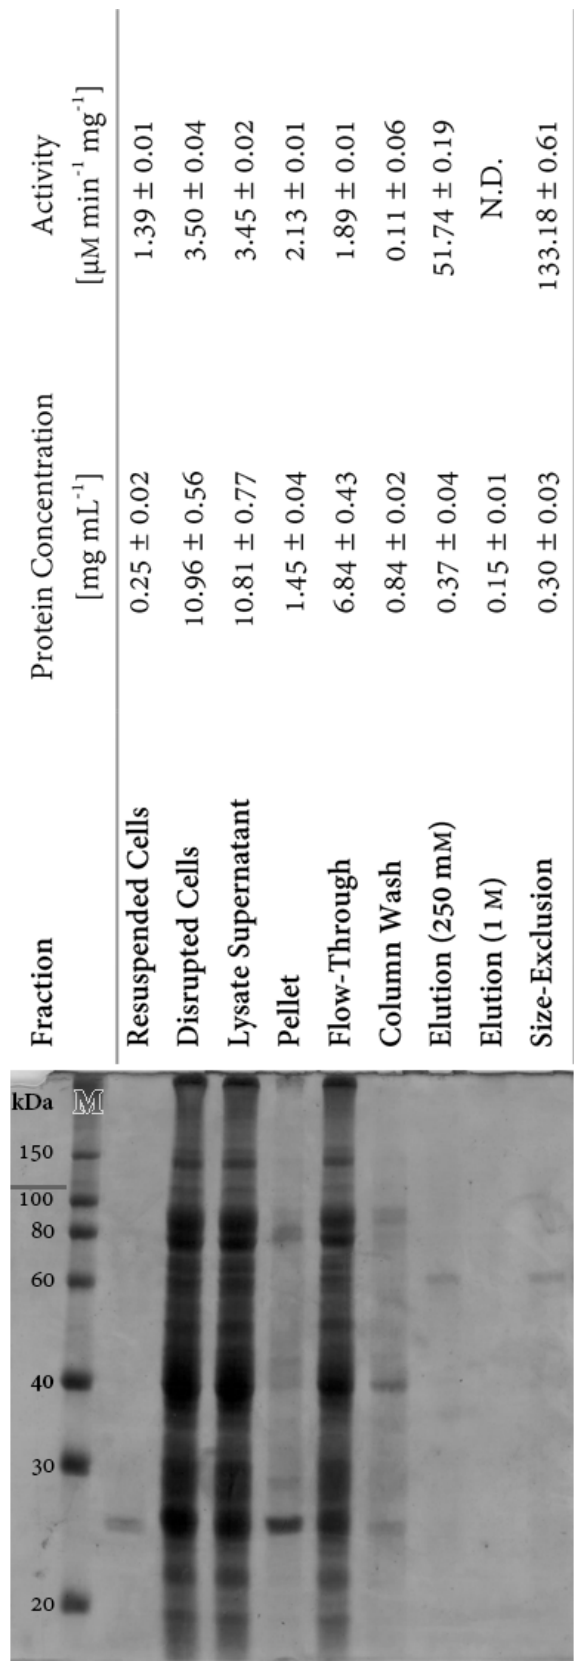 Fraction Protein Concentration Activity
[mg mL⁻¹] [µM min⁻¹ mg⁻¹]
Resuspended Cells 0.25 ± 0.02 1.39 ± 0.01
Disrupted Cells 10.96 ± 0.56 3.50 ± 0.04
Lysate Supernatant 10.81 ± 0.77 3.45 ± 0.02
Pellet 1.45 ± 0.04 2.13 ± 0.01
Flow-Through 6.84 ± 0.43 1.89 ± 0.01
Column Wash 0.84 ± 0.02 0.11 ± 0.06
Elution (250 mM) 0.37 ± 0.04 51.74 ± 0.19
Elution (1 M) 0.15 ± 0.01 N.D.
Size-Exclusion 0.30 ± 0.03 133.18 ± 0.61
kDa M
150
100
80
60
40
30
20